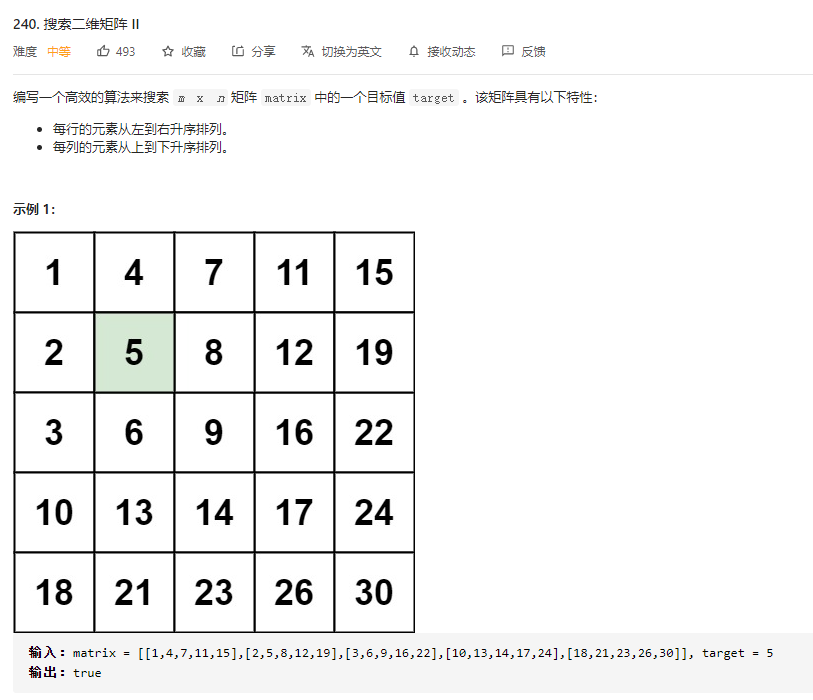 240. 搜索二维矩阵 II
难度 中等 493 收藏 分享 切换为英文 接收动态 反馈
编写一个高效的算法来搜索 m x n 矩阵 matrix 中的一个目标值 target 。该矩阵具有以下特性：
每行的元素从左到右升序排列。
每列的元素从上到下升序排列。
示例 1：
1 4 7 11 15
2 5 8 12 19
3 6 9 16 22
10 13 14 17 24
18 21 23 26 30
输入：matrix = [[1,4,7,11,15],[2,5,8,12,19],[3,6,9,16,22],[10,13,14,17,24],[18,21,23,26,30]], target = 5
输出：true